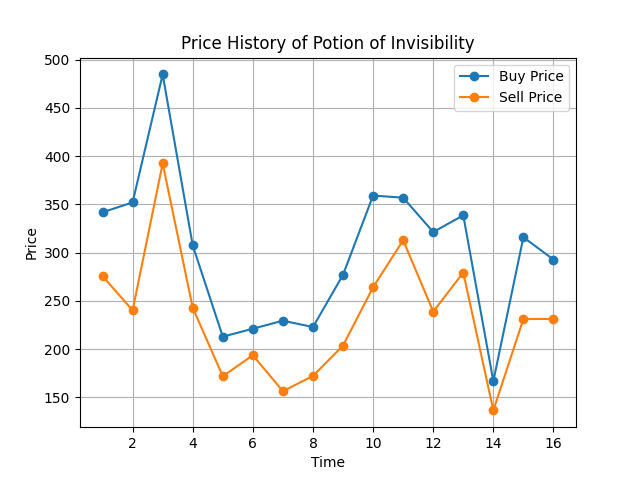 Price History of Potion of Invisibility
500
450
400
350
300
250
200
150
Price
Buy Price
Sell Price
2 4 6 8 10 12 14 16
Time